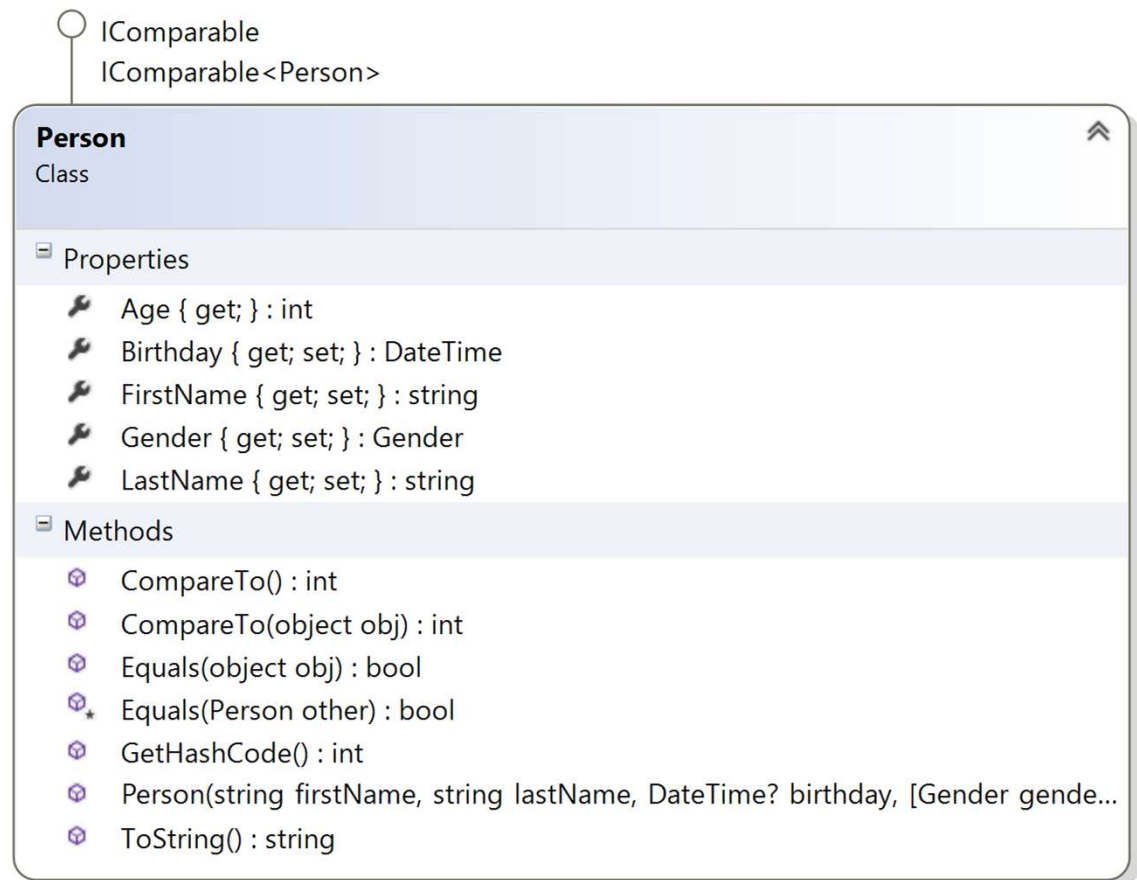 IComparable
IComparable<Person>
Person
Class
Properties
Age { get; } : int
Birthday { get; set; } : DateTime
FirstName { get; set; } : string
Gender { get; set; } : Gender
LastName { get; set; } : string
Methods
CompareTo() : int
CompareTo(object obj) : int
Equals(object obj) : bool
Equals(Person other) : bool
GetHashCode() : int
Person(string firstName, string lastName, DateTime? birthday, [Gender gende...
ToString() : string